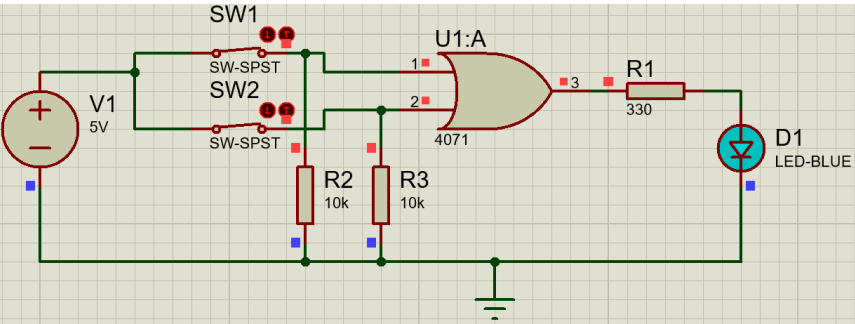 SW1
SW-SPST
SW2
SW-SPST
V1
5V
U1:A
1
2
3
4071
R1
330
D1
LED-BLUE
R2
10k
R3
10k